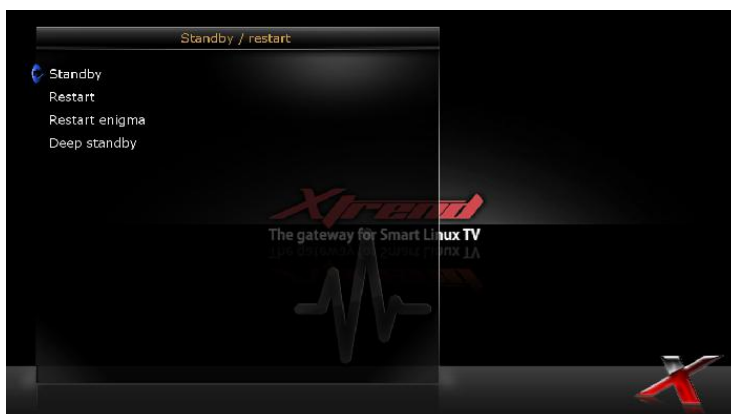 Standby / restart
Standby
Restart
Restart enigma
Deep standby
Xtrend
The gateway for Smart Linux TV